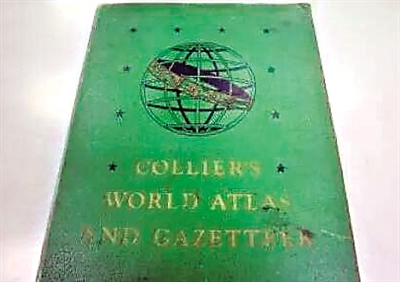 COLLIER'S
WORLD ATLAS
AND GAZETTEER